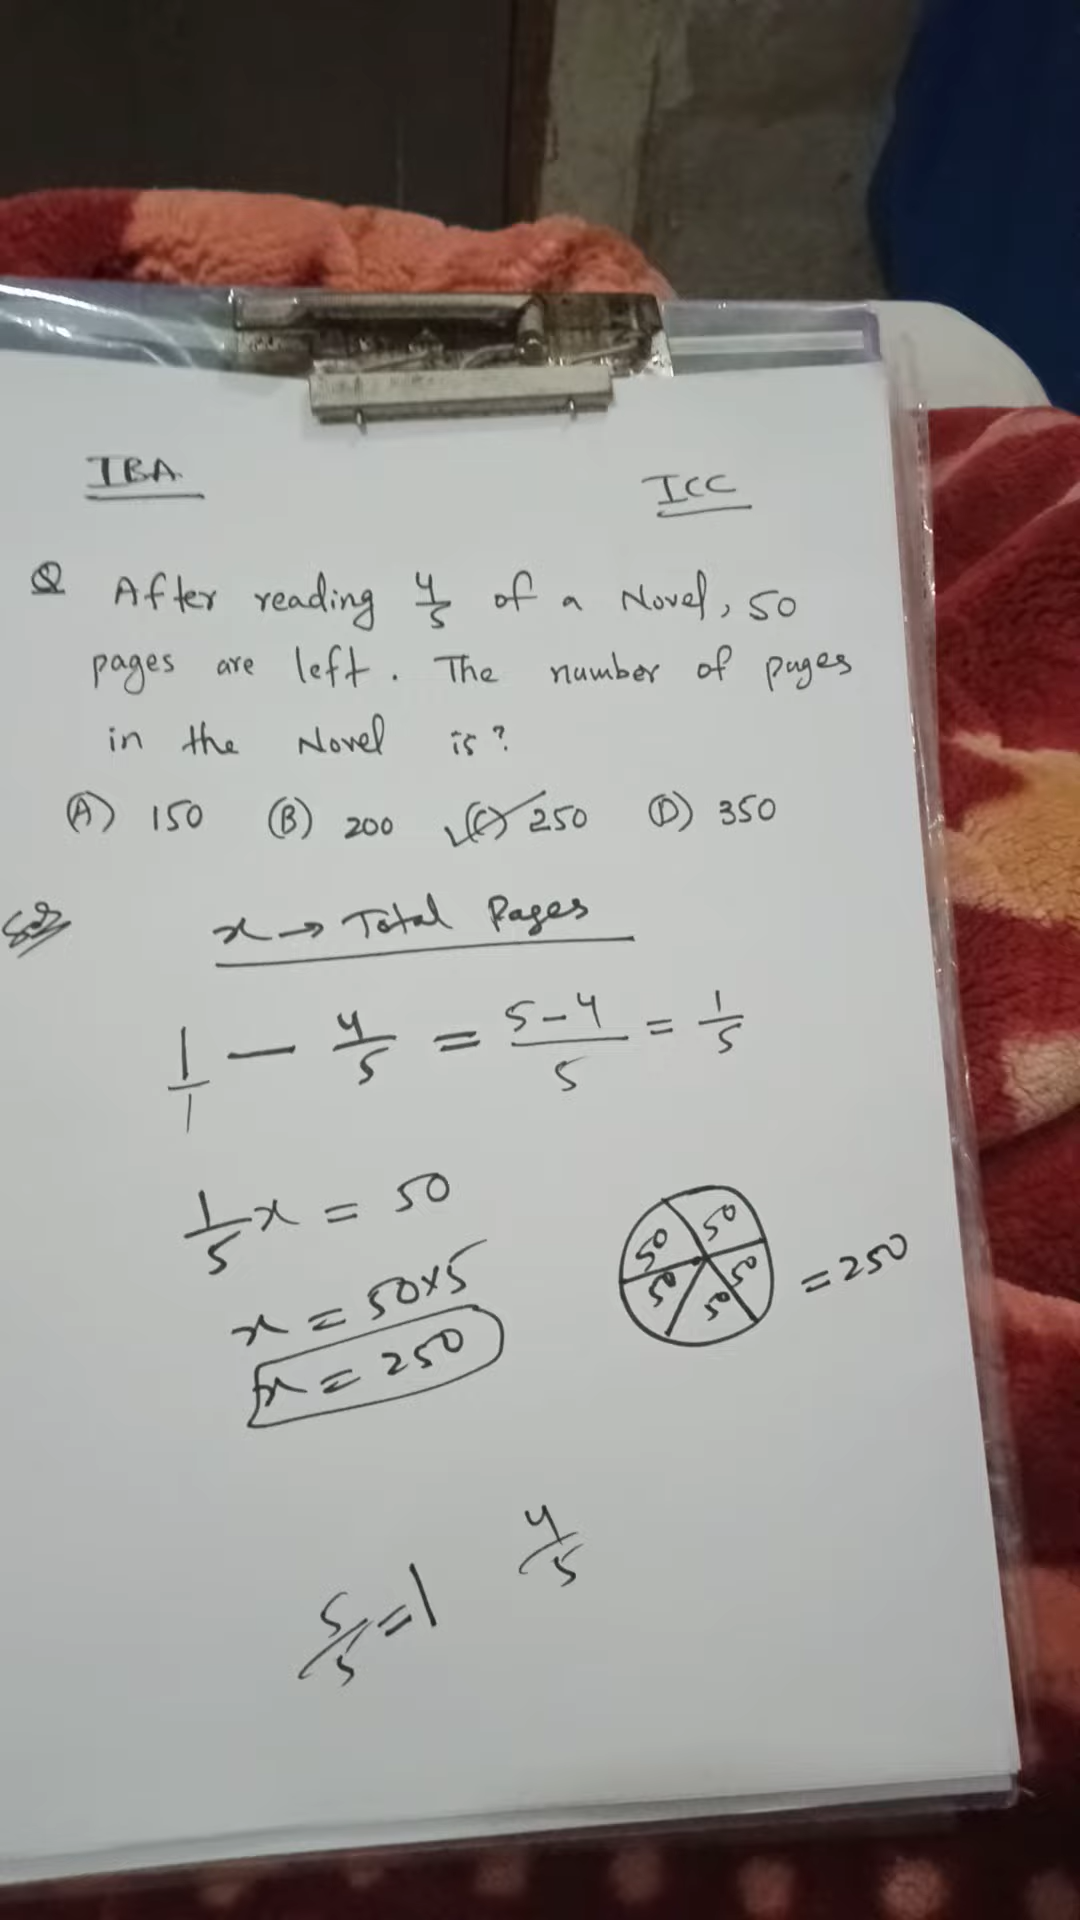 IBA
ICC
Q After reading 4/5 of a Novel, 50
pages are left. The number of pages
in the Novel is?
(A) 150 (B) 200 (C) 250 (D) 350
Sol
x → Total Pages
1/1 − 4/5 = 5−4/5 = 1/5
1/5 x = 50
x = 50×5
x = 250
50 50 50 50 50 = 250
4/5
5/5 = 1